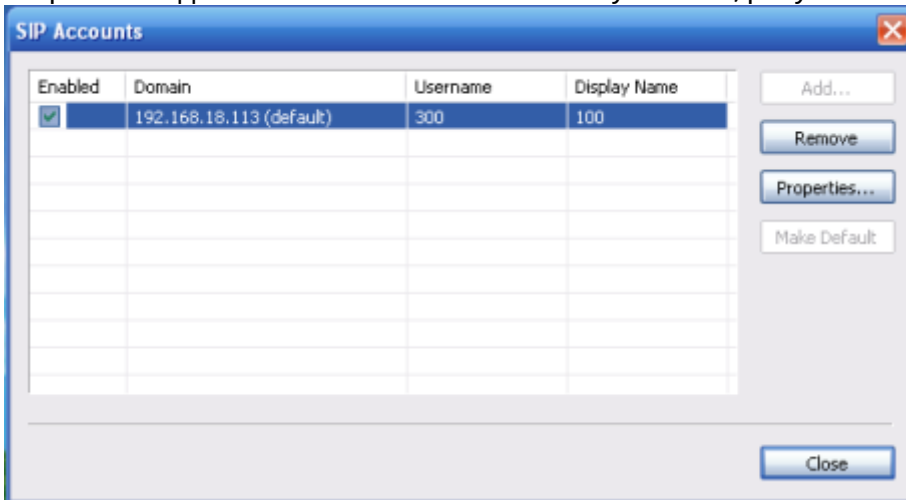 SIP Accounts
Enabled Domain Username Display Name
192.168.18.113 (default) 300 100
Add...
Remove
Properties...
Make Default
Close